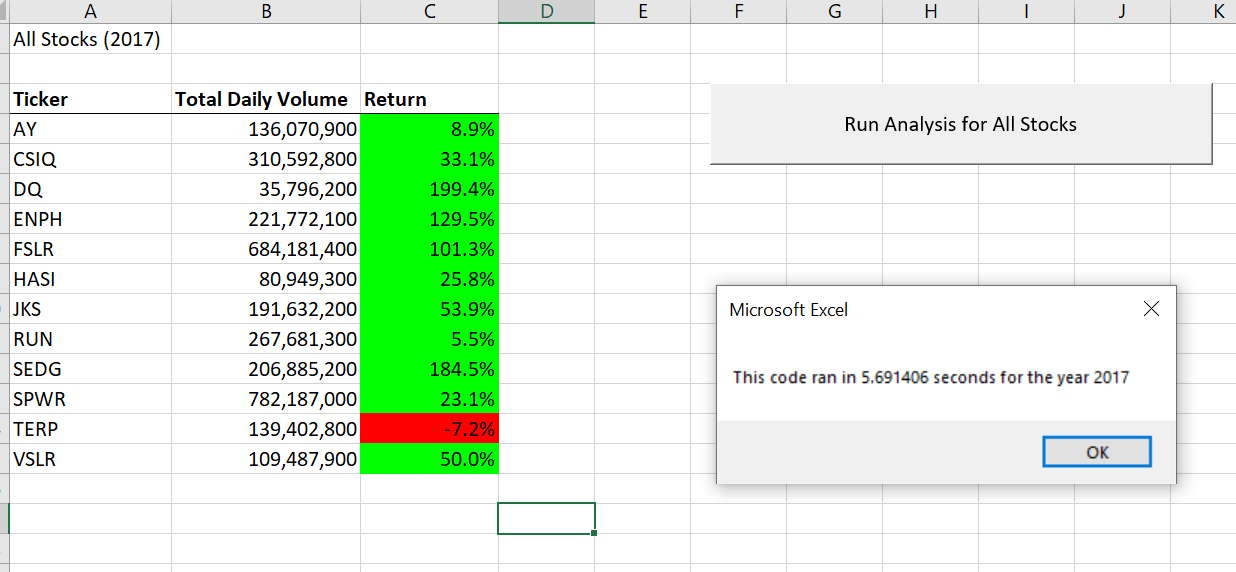 A B C D E F G H I J K
All Stocks (2017)
Ticker Total Daily Volume Return
AY 136,070,900 8.9%
CSIQ 310,592,800 33.1%
DQ 35,796,200 199.4%
ENPH 221,772,100 129.5%
FSLR 684,181,400 101.3%
HASI 80,949,300 25.8%
JKS 191,632,200 53.9%
RUN 267,681,300 5.5%
SEDG 206,885,200 184.5%
SPWR 782,187,000 23.1%
TERP 139,402,800 -7.2%
VSLR 109,487,900 50.0%
Run Analysis for All Stocks
Microsoft Excel
This code ran in 5.691406 seconds for the year 2017
OK